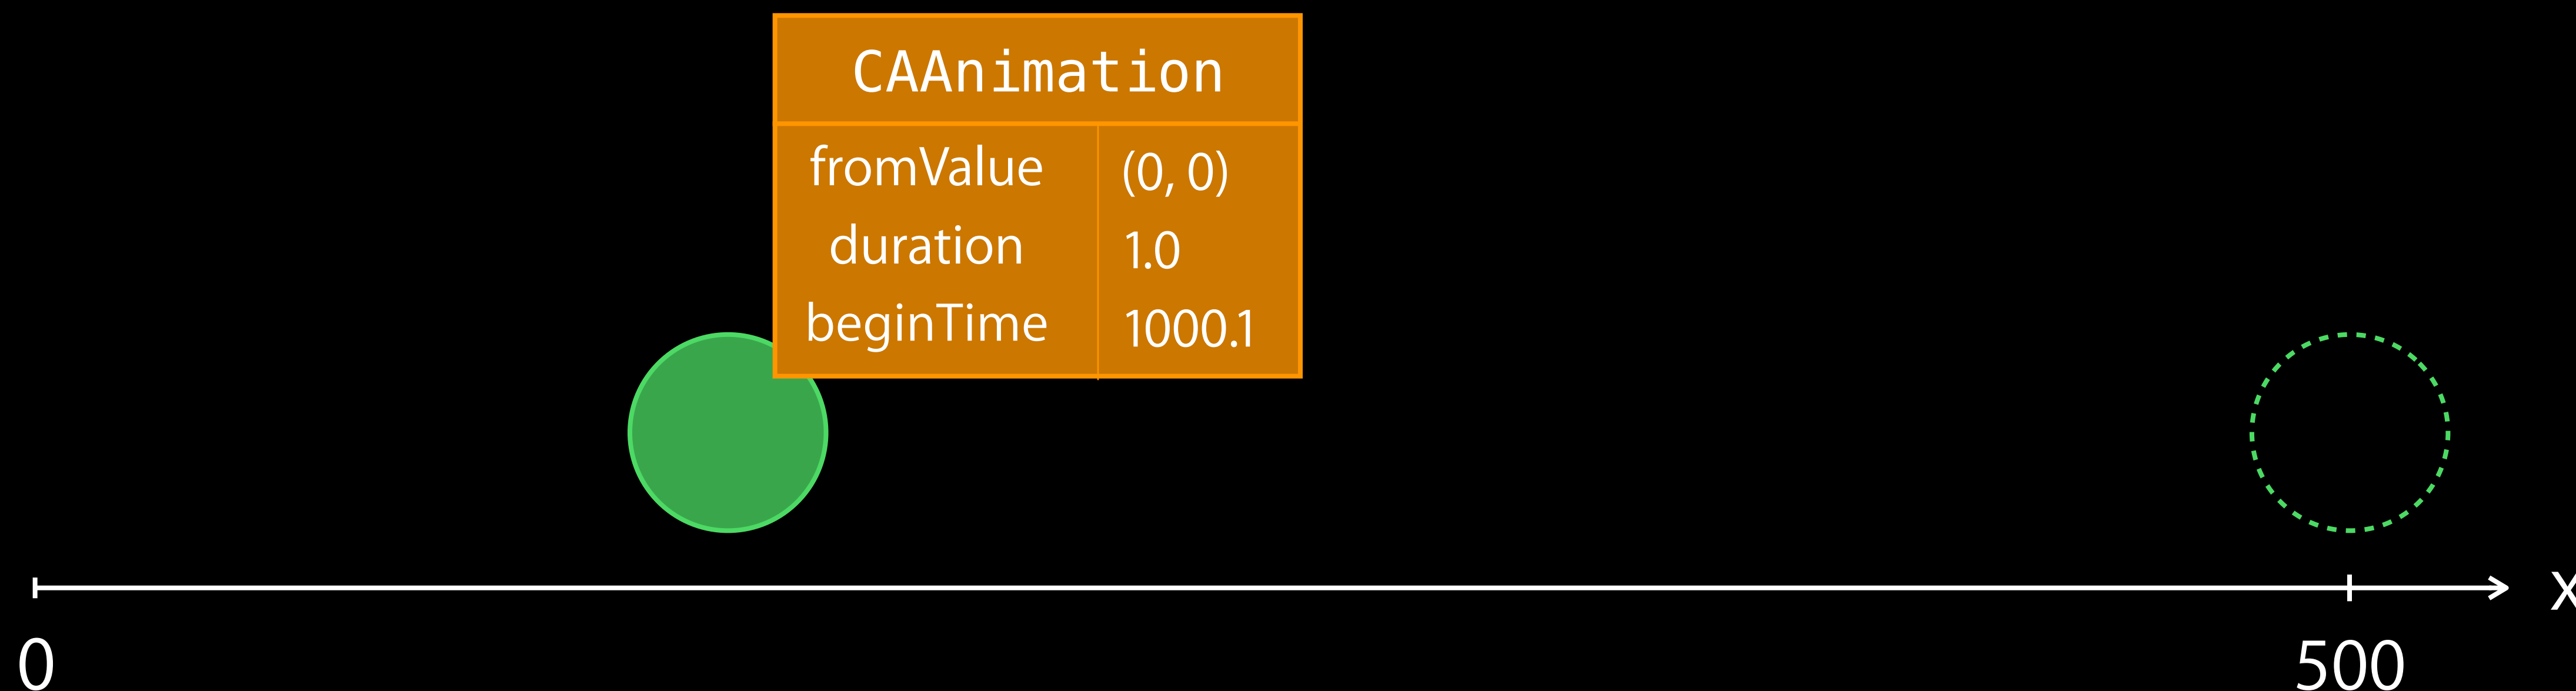 CAAnimation
fromValue (0, 0)
duration 1.0
beginTime 1000.1
x
0 500